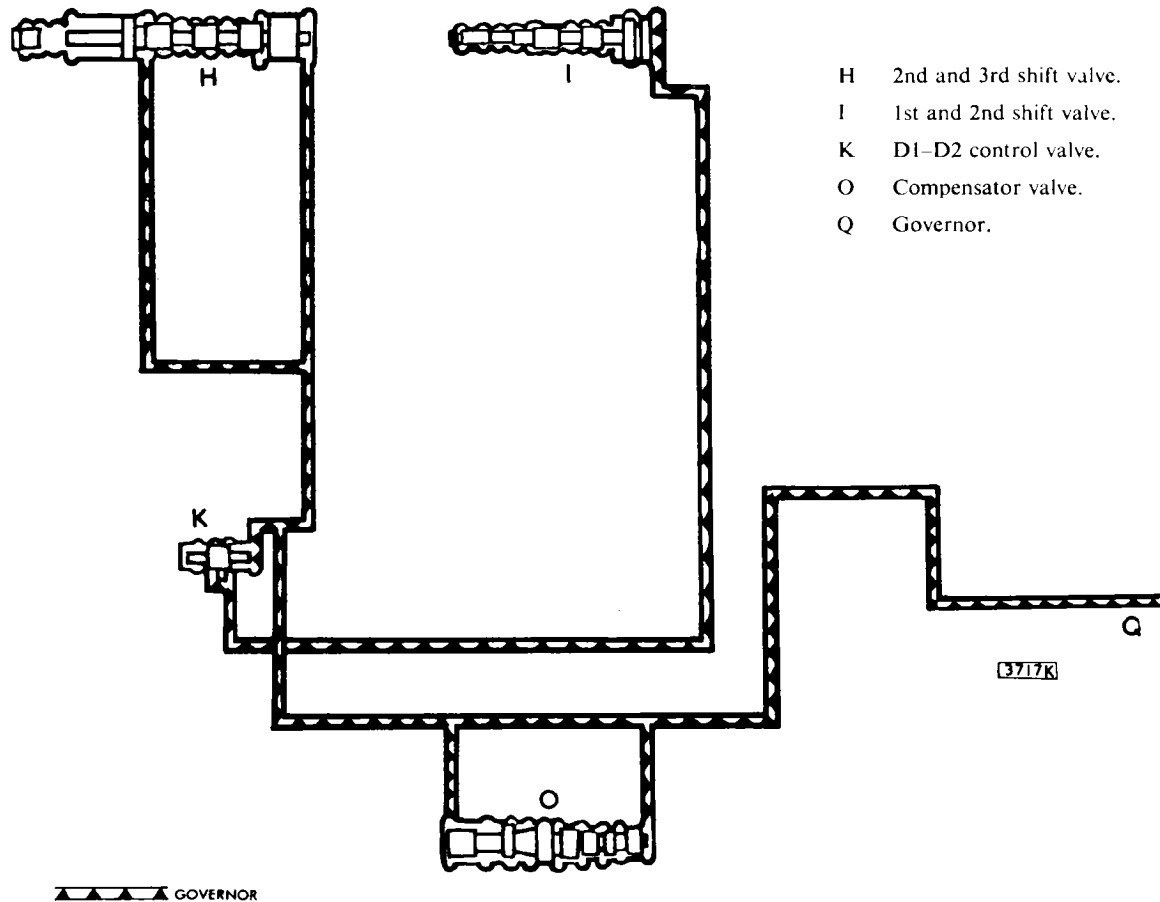 H
I
H 2nd and 3rd shift valve.
I 1st and 2nd shift valve.
K D1–D2 control valve.
O Compensator valve.
Q Governor.
K
Q
3717K
O
GOVERNOR